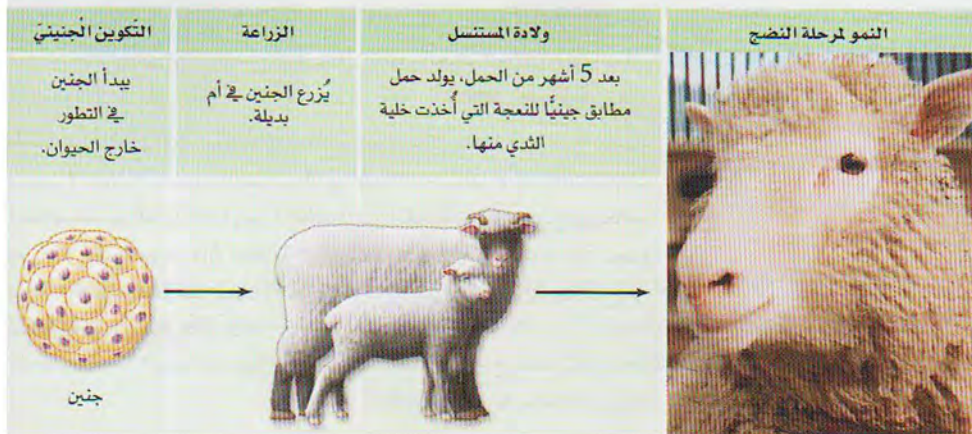 التكوين الجنيني
الزراعة
ولادة المستنسل
النمو لمرحلة النضج
يبدأ الجنين
في التطور
خارج الحيوان.
يُزرع الجنين في أم
بديلة.
بعد 5 أشهر من الحمل، يولد حمل
مطابق جينيًّا للنعجة التي أُخذت خلية
الثدي منها.
جنين